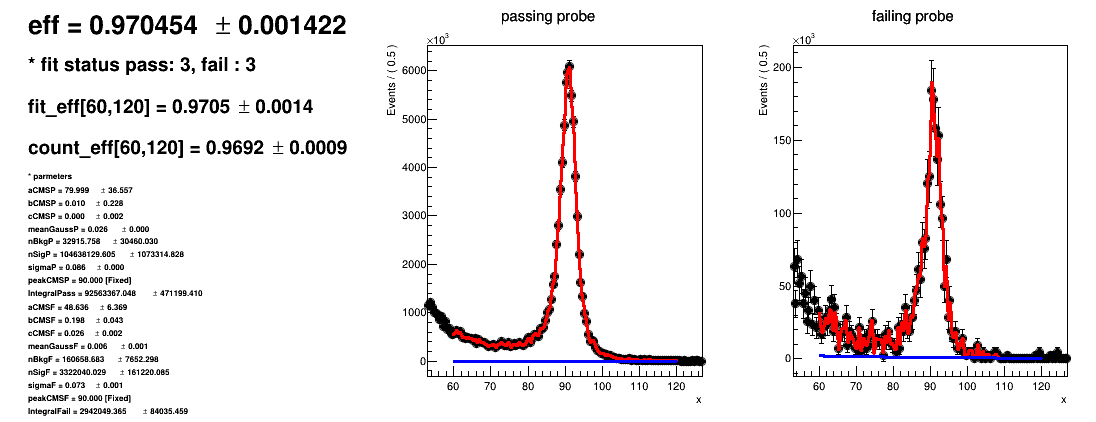 eff = 0.970454 ± 0.001422
* fit status pass: 3, fail : 3
fit_eff[60,120] = 0.9705 ± 0.0014
count_eff[60,120] = 0.9692 ± 0.0009
* parmeters
aCMSP = 79.999 ± 36.557
bCMSP = 0.010 ± 0.228
cCMSP = 0.000 ± 0.002
meanGaussP = 0.026 ± 0.000
nBkgP = 32915.758 ± 30460.030
nSigP = 104638129.605 ± 1073314.828
sigmaP = 0.086 ± 0.000
peakCMSP = 90.000 [Fixed]
IntegralPass = 92563367.048 ± 471199.410
aCMSF = 48.636 ± 6.369
bCMSF = 0.198 ± 0.043
cCMSF = 0.026 ± 0.002
meanGaussF = 0.006 ± 0.001
nBkgF = 160658.683 ± 7652.298
nSigF = 3322040.029 ± 161220.085
sigmaF = 0.073 ± 0.001
peakCMSF = 90.000 [Fixed]
IntegralFail = 2942049.365 ± 84035.459
passing probe
×10³
Events / ( 0.5 )
6000
5000
4000
3000
2000
1000
0
60 70 80 90 100 110 120
x
failing probe
×10³
Events / ( 0.5 )
200
150
100
50
0
60 70 80 90 100 110 120
x